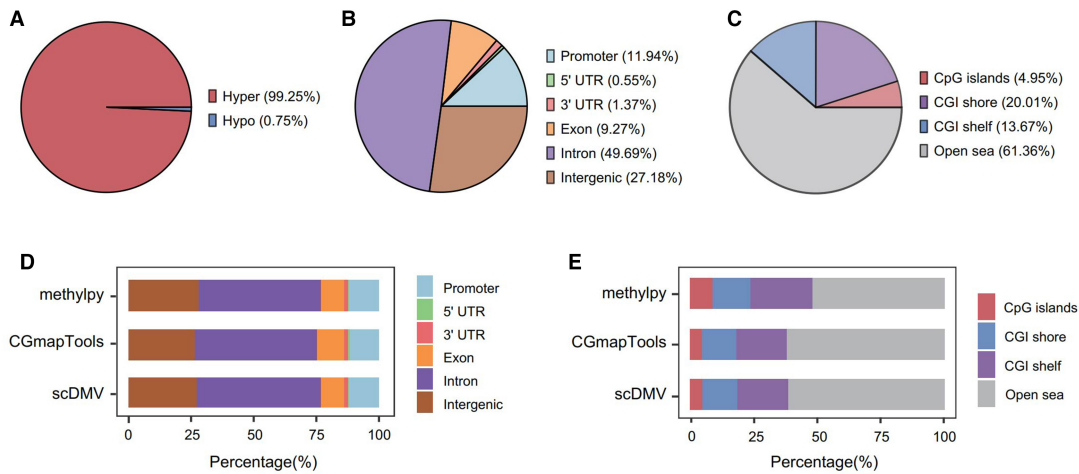 A
Hyper (99.25%)
Hypo (0.75%)
B
Promoter (11.94%)
5' UTR (0.55%)
3' UTR (1.37%)
Exon (9.27%)
Intron (49.69%)
Intergenic (27.18%)
C
CpG islands (4.95%)
CGI shore (20.01%)
CGI shelf (13.67%)
Open sea (61.36%)
D
methylpy
CGmapTools
scDMV
0 25 50 75 100
Percentage(%)
Promoter
5' UTR
3' UTR
Exon
Intron
Intergenic
E
methylpy
CGmapTools
scDMV
0 25 50 75 100
Percentage(%)
CpG islands
CGI shore
CGI shelf
Open sea